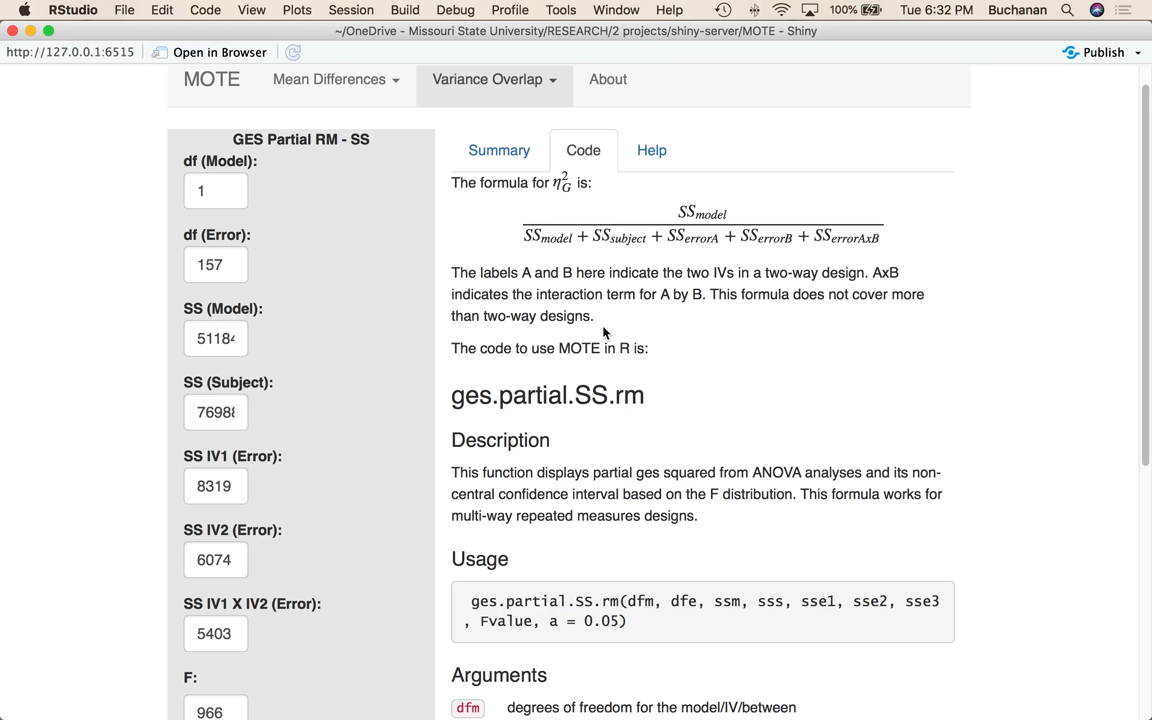 RStudio File Edit Code View Plots Session Build Debug Profile Tools Window Help 100% Tue 6:32 PM Buchanan
~/OneDrive - Missouri State University/RESEARCH/2 projects/shiny-server/MOTE - Shiny
http://127.0.0.1:6515 Open in Browser Publish
MOTE Mean Differences Variance Overlap About
GES Partial RM - SS
df (Model):
1
df (Error):
157
SS (Model):
51184
SS (Subject):
76988
SS IV1 (Error):
8319
SS IV2 (Error):
6074
SS IV1 X IV2 (Error):
5403
F:
966
Summary Code Help
The formula for η²G is:
SSmodel
SSmodel + SSsubject + SSerrorA + SSerrorB + SSerrorAxB
The labels A and B here indicate the two IVs in a two-way design. AxB
indicates the interaction term for A by B. This formula does not cover more
than two-way designs.
The code to use MOTE in R is:
ges.partial.SS.rm
Description
This function displays partial ges squared from ANOVA analyses and its non-
central confidence interval based on the F distribution. This formula works for
multi-way repeated measures designs.
Usage
ges.partial.SS.rm(dfm, dfe, ssm, sss, sse1, sse2, sse3
, Fvalue, a = 0.05)
Arguments
dfm degrees of freedom for the model/IV/between